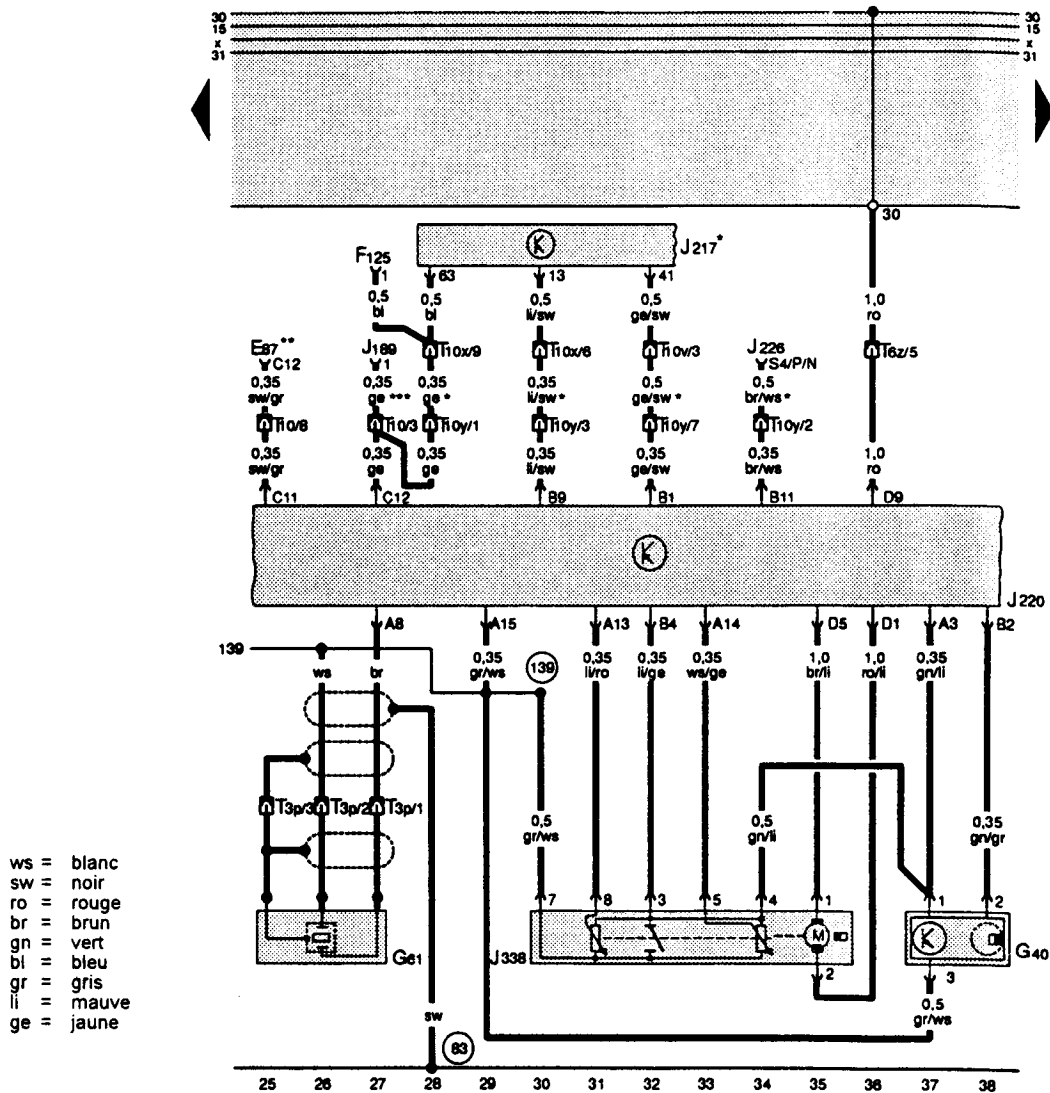 30 30
15 15
x x
31 31
30
J217*
F125
1 63 13 41
0,5 0,5 0,5 0,5 1,0
bl bl li/sw ge/sw ro
E87** J189 T10x/9 T10x/6 T10v/3 J226 T6z/5
C12 1 S4/P/N
0,35 0,35 0,35 0,35 0,5 0,5
sw/gr ge*** ge* li/sw* ge/sw* br/ws*
T10/8 T10/3 T10y/1 T10y/3 T10y/7 T10y/2
0,35 0,35 0,35 0,35 0,35 0,35 1,0
sw/gr ge ge li/sw ge/sw br/ws ro
C11 C12 B9 B1 B11 D9
J220
A8 A15 A13 B4 A14 D5 D1 A3 B2
139
ws br 0,35 139 0,35 0,35 0,35 1,0 1,0 0,35
gr/ws li/ro li/ge ws/ge br/li ro/li gn/li
T3p/3 T3p/2 T3p/1
0,5 0,5 0,35
gr/ws gn/li gn/gr
7 8 3 5 4 1 1 2
M
G61 J338 G40
2 3
0,5
gr/ws
sw
83
25 26 27 28 29 30 31 32 33 34 35 36 37 38
ws = blanc
sw = noir
ro = rouge
br = brun
gn = vert
bl = bleu
gr = gris
li = mauve
ge = jaune